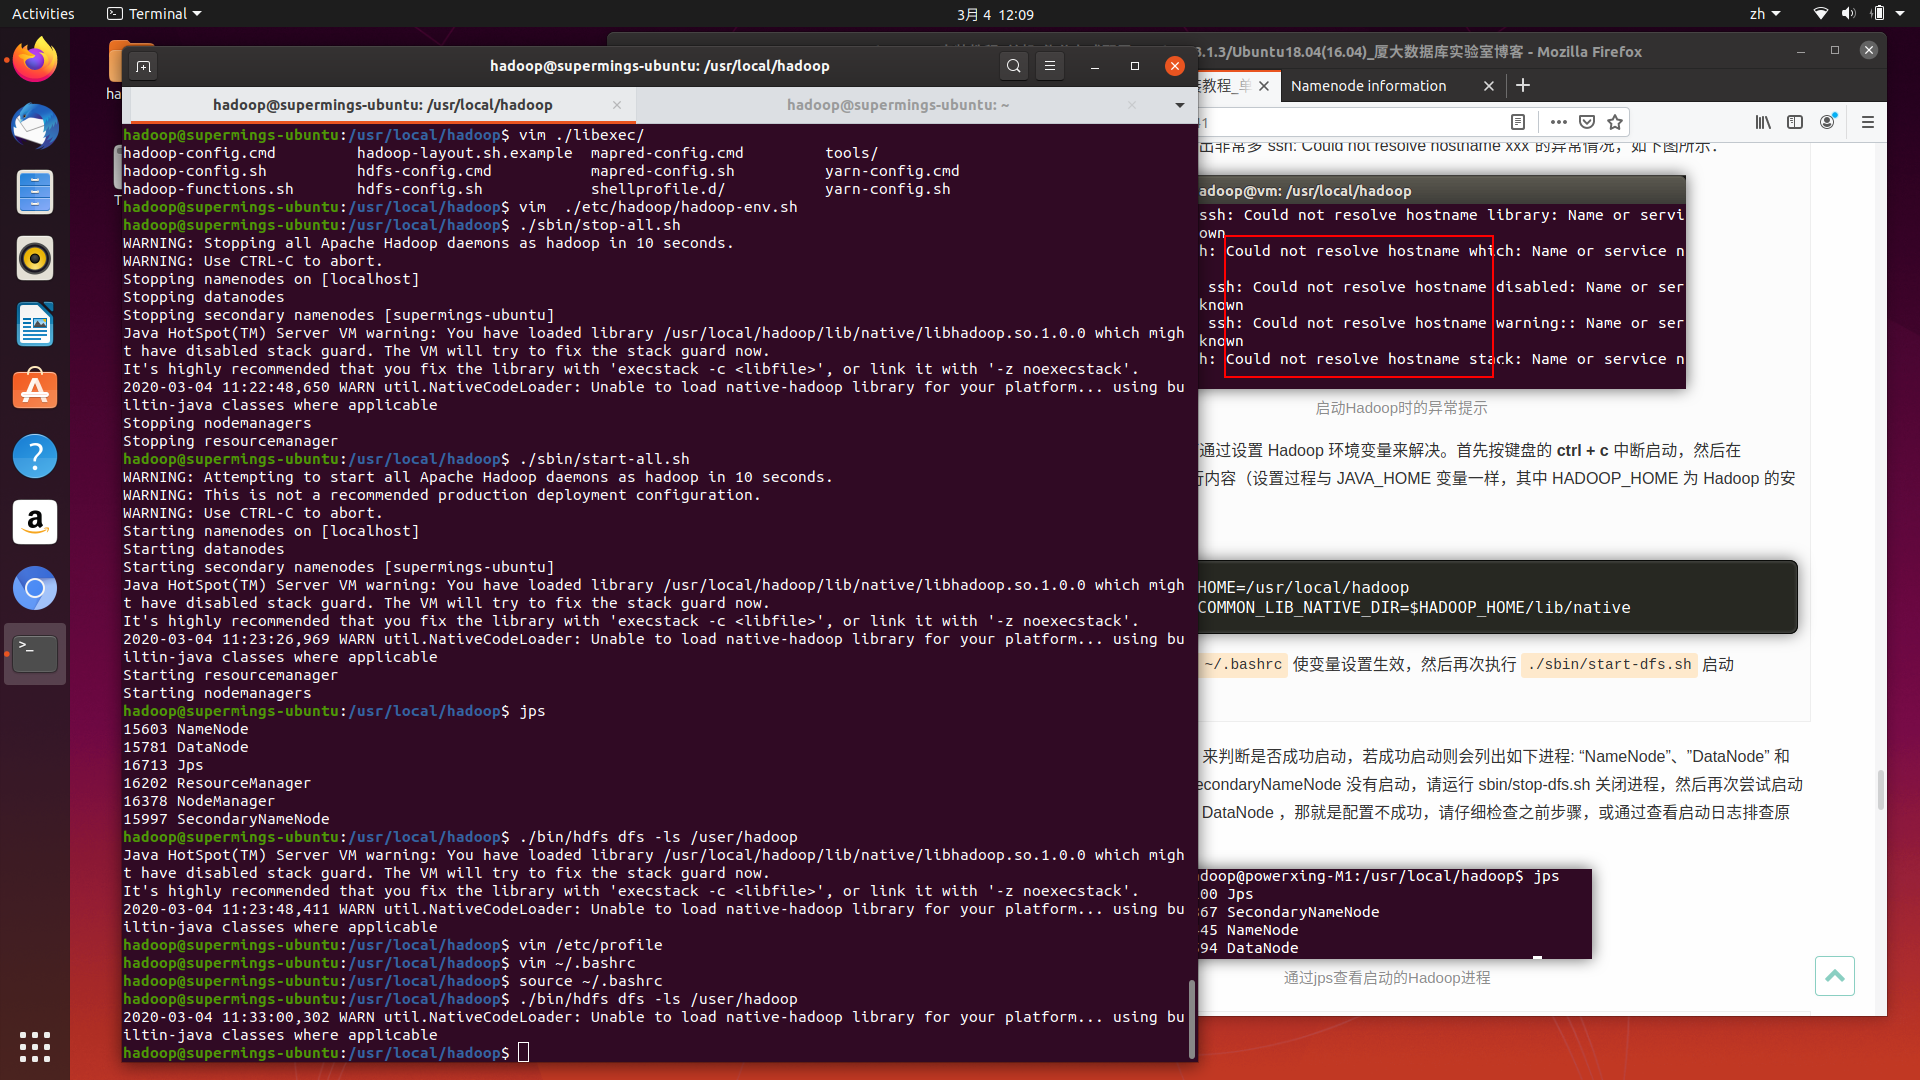 Activities
Terminal
3月 4 12:09
zh
3.1.3/Ubuntu18.04(16.04)_厦大数据库实验室博客 - Mozilla Firefox
hadoop@supermings-ubuntu: /usr/local/hadoop
hadoop@supermings-ubuntu: /usr/local/hadoop
hadoop@supermings-ubuntu: ~
hadoop@supermings-ubuntu:/usr/local/hadoop$ vim ./libexec/
hadoop-config.cmd hadoop-layout.sh.example mapred-config.cmd tools/
hadoop-config.sh hdfs-config.cmd mapred-config.sh yarn-config.cmd
hadoop-functions.sh hdfs-config.sh shellprofile.d/ yarn-config.sh
hadoop@supermings-ubuntu:/usr/local/hadoop$ vim ./etc/hadoop/hadoop-env.sh
hadoop@supermings-ubuntu:/usr/local/hadoop$ ./sbin/stop-all.sh
WARNING: Stopping all Apache Hadoop daemons as hadoop in 10 seconds.
WARNING: Use CTRL-C to abort.
Stopping namenodes on [localhost]
Stopping datanodes
Stopping secondary namenodes [supermings-ubuntu]
Java HotSpot(TM) Server VM warning: You have loaded library /usr/local/hadoop/lib/native/libhadoop.so.1.0.0 which migh
t have disabled stack guard. The VM will try to fix the stack guard now.
It's highly recommended that you fix the library with 'execstack -c <libfile>', or link it with '-z noexecstack'.
2020-03-04 11:22:48,650 WARN util.NativeCodeLoader: Unable to load native-hadoop library for your platform... using bu
iltin-java classes where applicable
Stopping nodemanagers
Stopping resourcemanager
hadoop@supermings-ubuntu:/usr/local/hadoop$ ./sbin/start-all.sh
WARNING: Attempting to start all Apache Hadoop daemons as hadoop in 10 seconds.
WARNING: This is not a recommended production deployment configuration.
WARNING: Use CTRL-C to abort.
Starting namenodes on [localhost]
Starting datanodes
Starting secondary namenodes [supermings-ubuntu]
Java HotSpot(TM) Server VM warning: You have loaded library /usr/local/hadoop/lib/native/libhadoop.so.1.0.0 which migh
t have disabled stack guard. The VM will try to fix the stack guard now.
It's highly recommended that you fix the library with 'execstack -c <libfile>', or link it with '-z noexecstack'.
2020-03-04 11:23:26,969 WARN util.NativeCodeLoader: Unable to load native-hadoop library for your platform... using bu
iltin-java classes where applicable
Starting resourcemanager
Starting nodemanagers
hadoop@supermings-ubuntu:/usr/local/hadoop$ jps
15603 NameNode
15781 DataNode
16713 Jps
16202 ResourceManager
16378 NodeManager
15997 SecondaryNameNode
hadoop@supermings-ubuntu:/usr/local/hadoop$ ./bin/hdfs dfs -ls /user/hadoop
Java HotSpot(TM) Server VM warning: You have loaded library /usr/local/hadoop/lib/native/libhadoop.so.1.0.0 which migh
t have disabled stack guard. The VM will try to fix the stack guard now.
It's highly recommended that you fix the library with 'execstack -c <libfile>', or link it with '-z noexecstack'.
2020-03-04 11:23:48,411 WARN util.NativeCodeLoader: Unable to load native-hadoop library for your platform... using bu
iltin-java classes where applicable
hadoop@supermings-ubuntu:/usr/local/hadoop$ vim /etc/profile
hadoop@supermings-ubuntu:/usr/local/hadoop$ vim ~/.bashrc
hadoop@supermings-ubuntu:/usr/local/hadoop$ source ~/.bashrc
hadoop@supermings-ubuntu:/usr/local/hadoop$ ./bin/hdfs dfs -ls /user/hadoop
2020-03-04 11:33:00,302 WARN util.NativeCodeLoader: Unable to load native-hadoop library for your platform... using bu
iltin-java classes where applicable
hadoop@supermings-ubuntu:/usr/local/hadoop$
教程_单
Namenode information
出非常多 ssh: Could not resolve hostname xxx 的异常情况，如下图所示：
adoop@vm: /usr/local/hadoop
ssh: Could not resolve hostname library: Name or servi
own
h: Could not resolve hostname which: Name or service n
ssh: Could not resolve hostname disabled: Name or ser
known
ssh: Could not resolve hostname warning:: Name or ser
known
h: Could not resolve hostname stack: Name or service n
启动Hadoop时的异常提示
通过设置 Hadoop 环境变量来解决。首先按键盘的 ctrl + c 中断启动，然后在
行内容（设置过程与 JAVA_HOME 变量一样，其中 HADOOP_HOME 为 Hadoop 的安
HOME=/usr/local/hadoop
COMMON_LIB_NATIVE_DIR=$HADOOP_HOME/lib/native
~/.bashrc 使变量设置生效，然后再次执行 ./sbin/start-dfs.sh 启动
来判断是否成功启动，若成功启动则会列出如下进程: “NameNode”、”DataNode” 和
econdaryNameNode 没有启动，请运行 sbin/stop-dfs.sh 关闭进程，然后再次尝试启动
DataNode ，那就是配置不成功，请仔细检查之前步骤，或通过查看启动日志排查原
doop@powerxing-M1:/usr/local/hadoop$ jps
00 Jps
67 SecondaryNameNode
45 NameNode
94 DataNode
通过jps查看启动的Hadoop进程